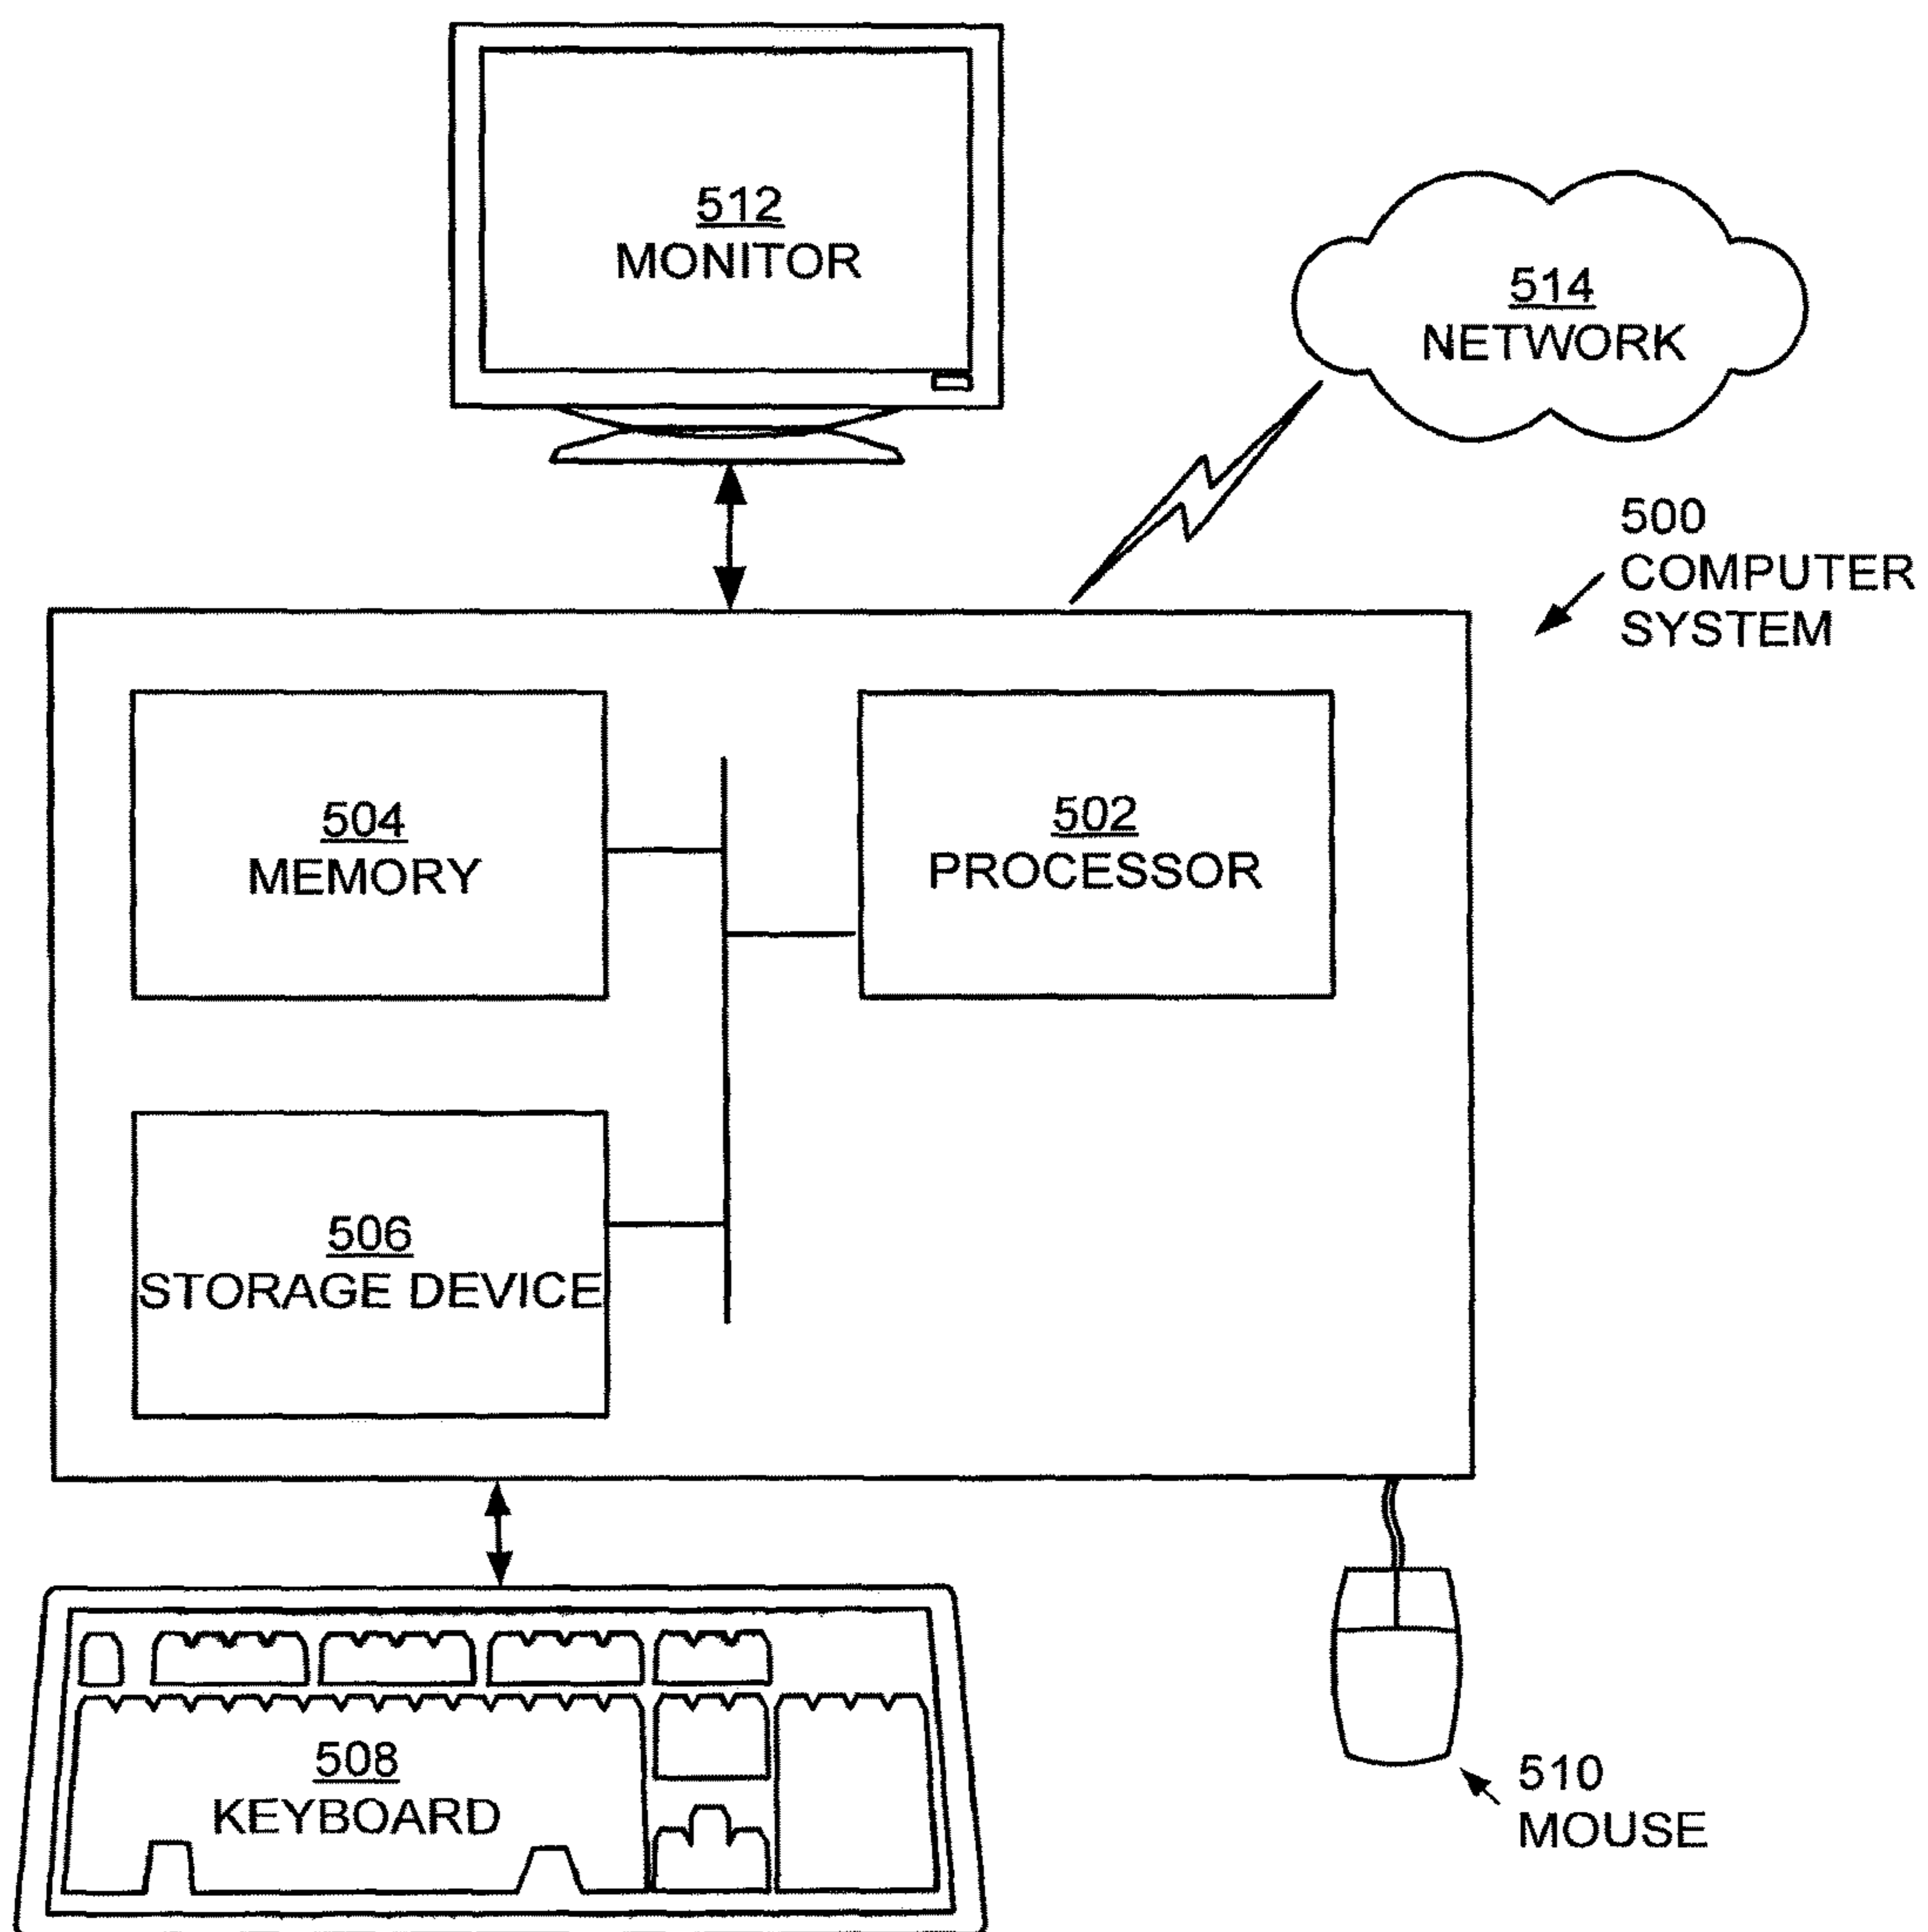 512
MONITOR
514
NETWORK
500
COMPUTER
SYSTEM
504
MEMORY
502
PROCESSOR
506
STORAGE DEVICE
508
KEYBOARD
510
MOUSE